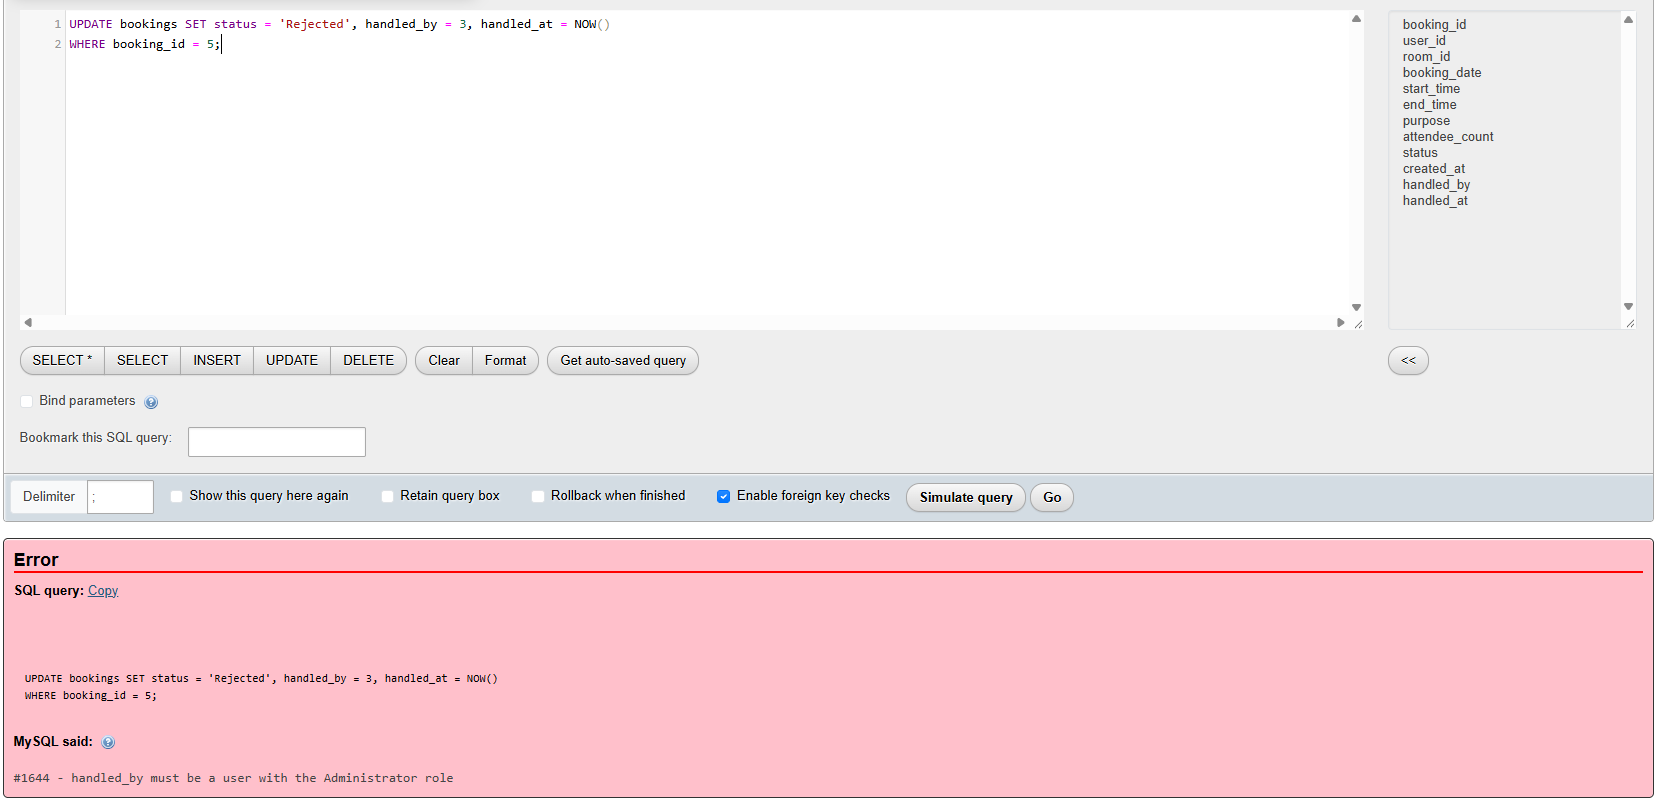 1 UPDATE bookings SET status = 'Rejected', handled_by = 3, handled_at = NOW()
2 WHERE booking_id = 5;
booking_id
user_id
room_id
booking_date
start_time
end_time
purpose
attendee_count
status
created_at
handled_by
handled_at
SELECT * SELECT INSERT UPDATE DELETE Clear Format Get auto-saved query <<
Bind parameters
Bookmark this SQL query:
Delimiter ; Show this query here again Retain query box Rollback when finished Enable foreign key checks Simulate query Go
Error
SQL query: Copy
UPDATE bookings SET status = 'Rejected', handled_by = 3, handled_at = NOW()
WHERE booking_id = 5;
MySQL said:
#1644 - handled_by must be a user with the Administrator role